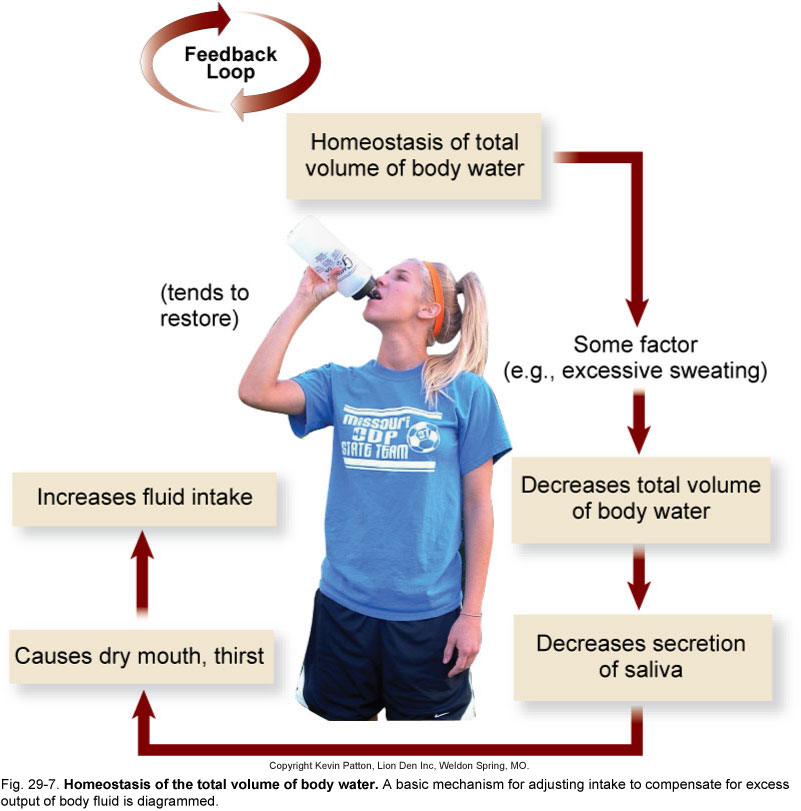 Feedback
Loop
Homeostasis of total
volume of body water
(tends to
restore)
Some factor
(e.g., excessive sweating)
missouri
ODP
STATE TEAM
Increases fluid intake
Decreases total volume
of body water
Causes dry mouth, thirst
Decreases secretion
of saliva
Copyright Kevin Patton, Lion Den Inc, Weldon Spring, MO.
Fig. 29-7. Homeostasis of the total volume of body water. A basic mechanism for adjusting intake to compensate for excess
output of body fluid is diagrammed.